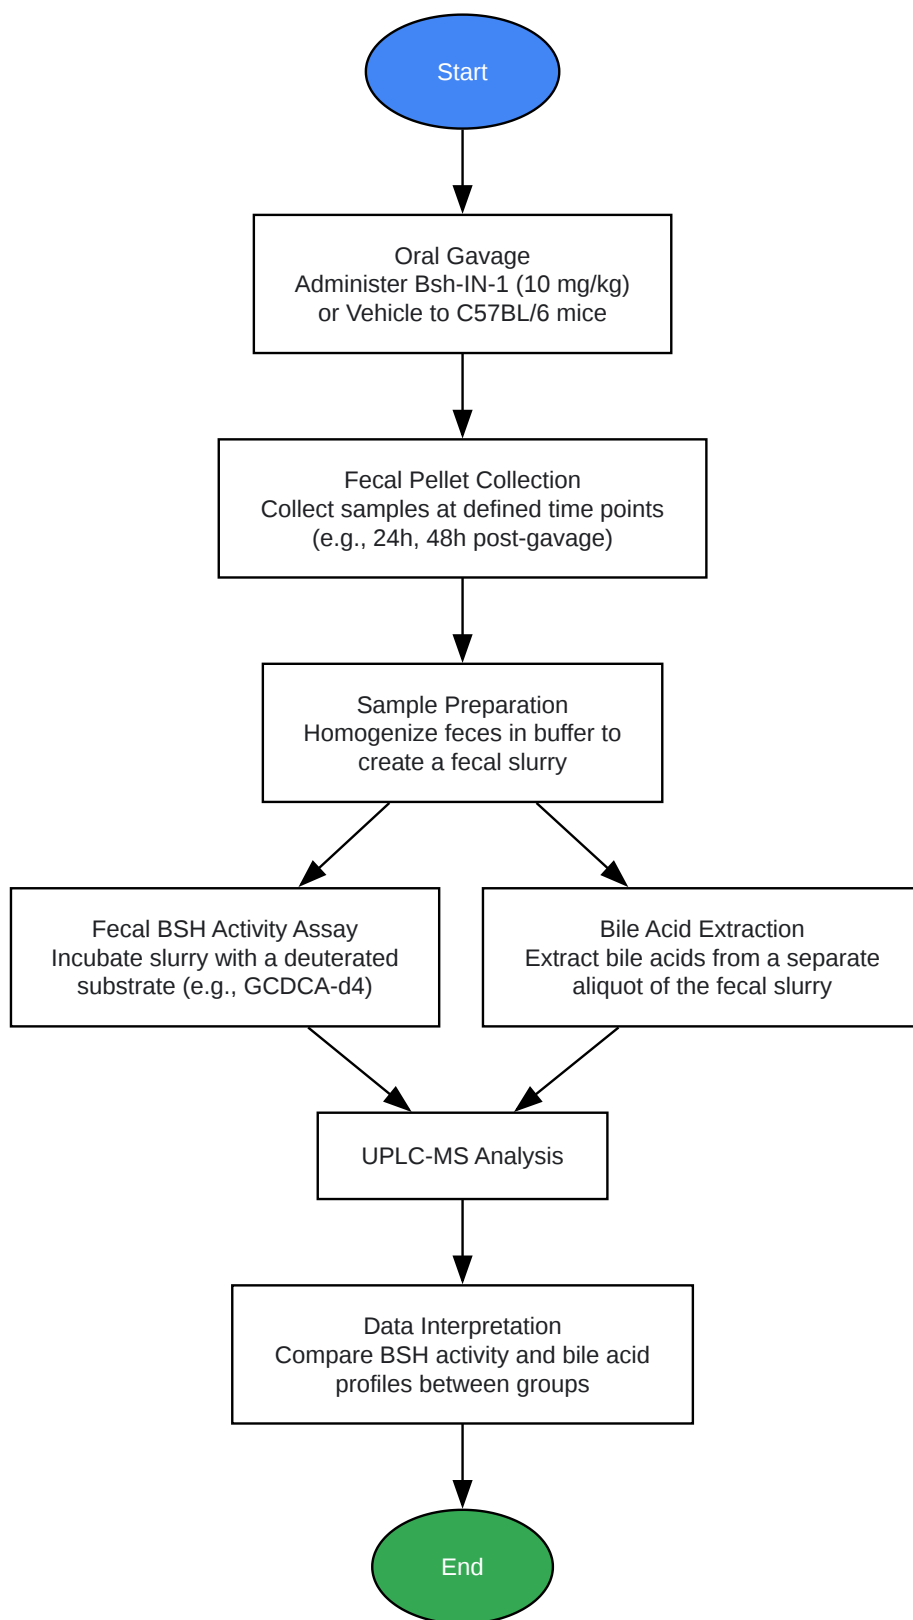 Start
Oral Gavage
Administer Bsh-IN-1 (10 mg/kg)
or Vehicle to C57BL/6 mice
Fecal Pellet Collection
Collect samples at defined time points
(e.g., 24h, 48h post-gavage)
Sample Preparation
Homogenize feces in buffer to
create a fecal slurry
Fecal BSH Activity Assay
Incubate slurry with a deuterated
substrate (e.g., GCDCA-d4)
Bile Acid Extraction
Extract bile acids from a separate
aliquot of the fecal slurry
UPLC-MS Analysis
Data Interpretation
Compare BSH activity and bile acid
profiles between groups
End